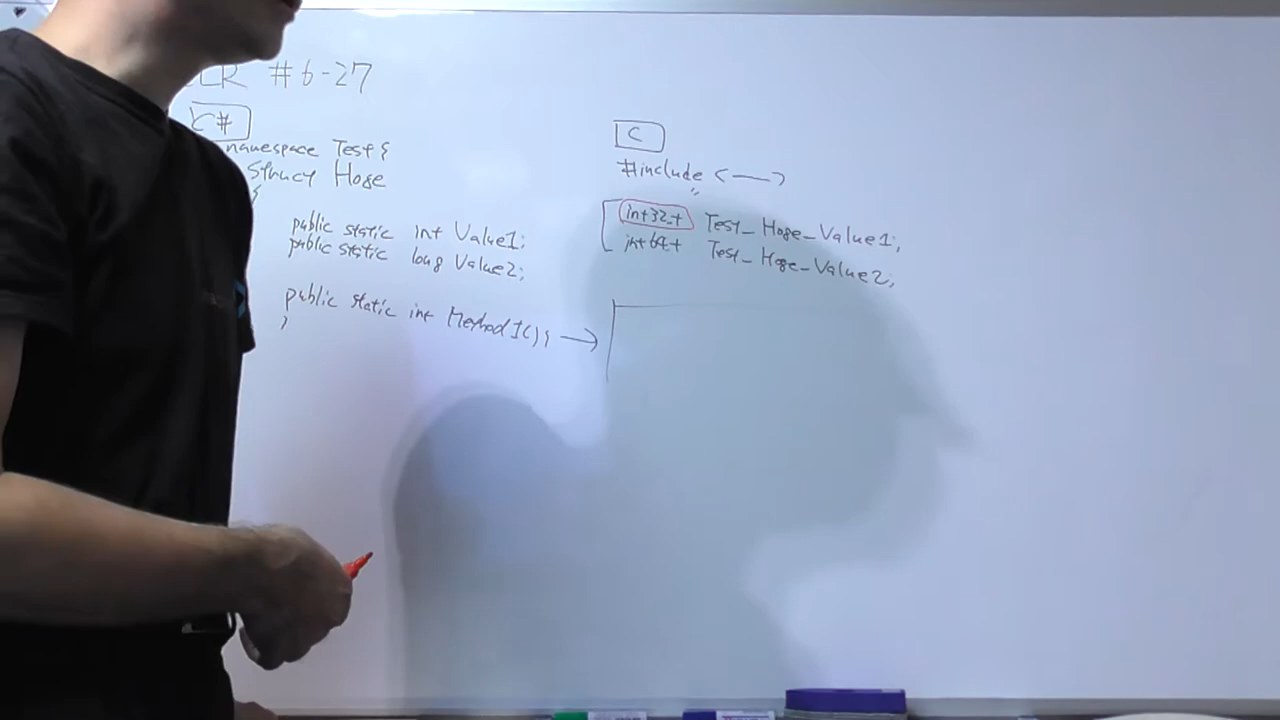 #6-27
C#
namespace Test {
struct Hoge
{
public static int Value1;
public static long Value2;
public static int Method1();
}
C
#include < >
int32_t Test_Hoge_Value1;
int64_t Test_Hoge_Value2;